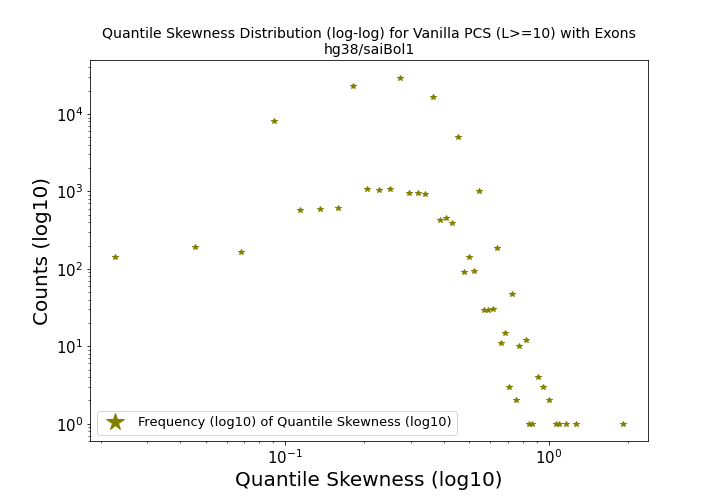 Quantile Skewness Distribution (log-log) for Vanilla PCS (L>=10) with Exons
hg38/saiBol1
Counts (log10)
10^4
10^3
10^2
10^1
10^0
Frequency (log10) of Quantile Skewness (log10)
10^-1
10^0
Quantile Skewness (log10)